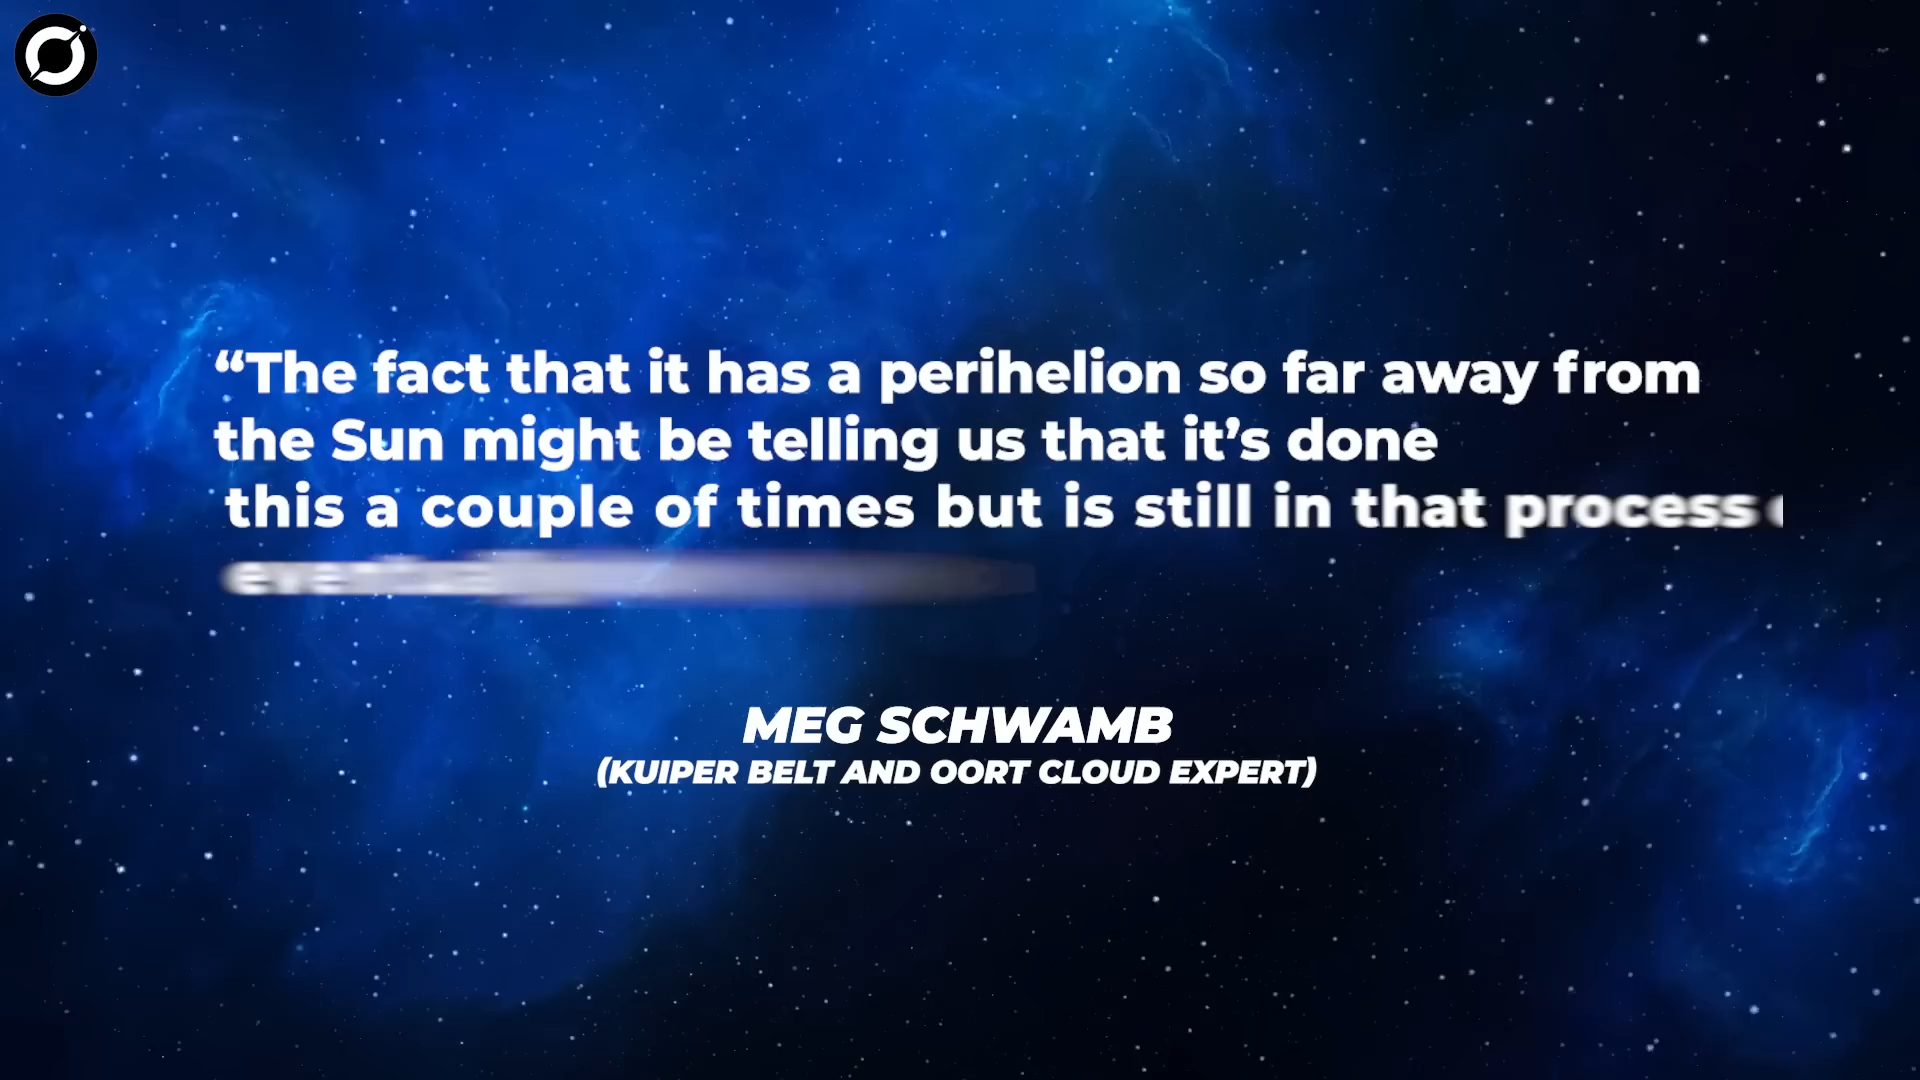 “The fact that it has a perihelion so far away from
the Sun might be telling us that it’s done
this a couple of times but is still in that process
MEG SCHWAMB
(KUIPER BELT AND OORT CLOUD EXPERT)